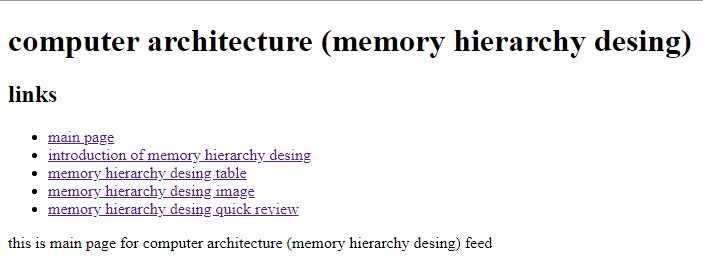 computer architecture (memory hierarchy desing)
links
main page
introduction of memory hierarchy desing
memory hierarchy desing table
memory hierarchy desing image
memory hierarchy desing quick review
this is main page for computer architecture (memory hierarchy desing) feed